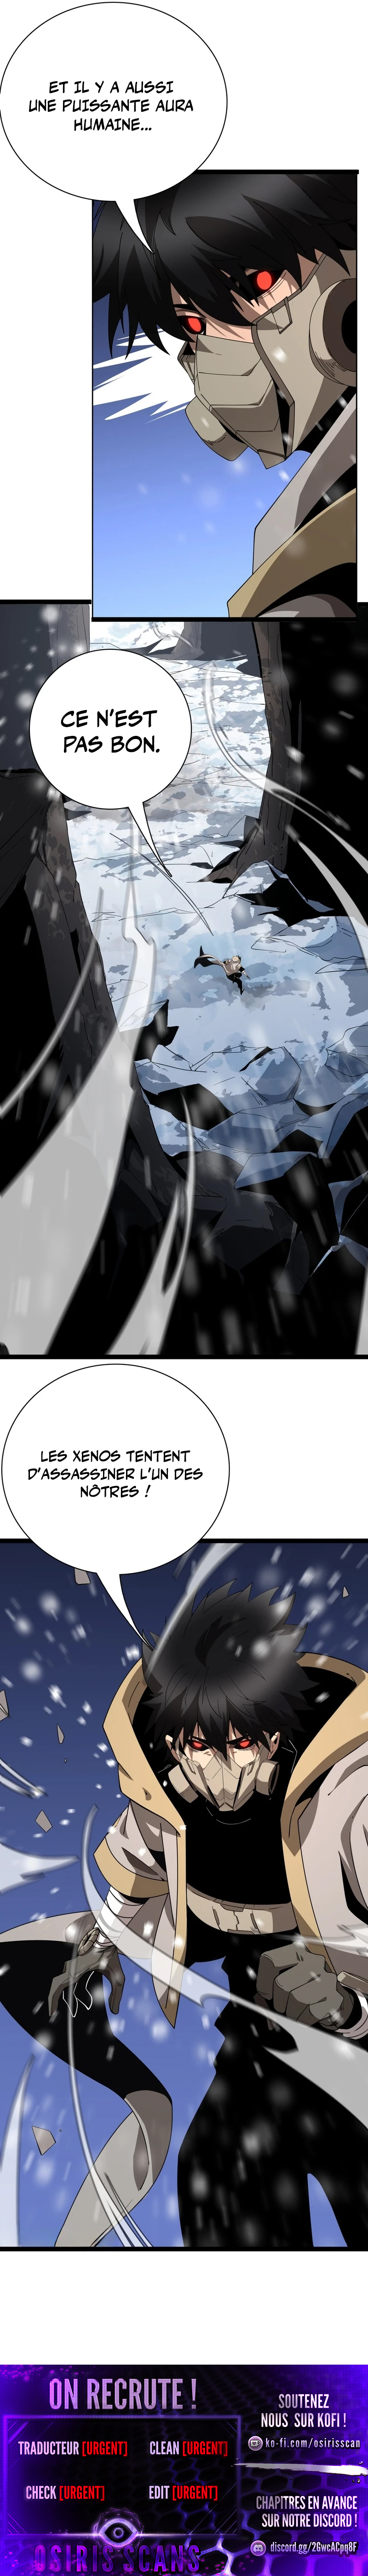 ET IL Y A AUSSI
UNE PUISSANTE AURA
HUMAINE...
CE N'EST
PAS BON.
LES XENOS TENTENT
D'ASSASSINER L'UN DES
NÔTRES !
ON RECRUTE !
TRADUCTEUR [URGENT]
CLEAN [URGENT]
CHECK [URGENT]
EDIT [URGENT]
OSIRIS SCANS
SOUTENEZ
NOUS SUR KOFI !
ko-fi.com/osirisscan
CHAPITRES EN AVANCE
SUR NOTRE DISCORD !
discord.gg/2GwcACpq8F